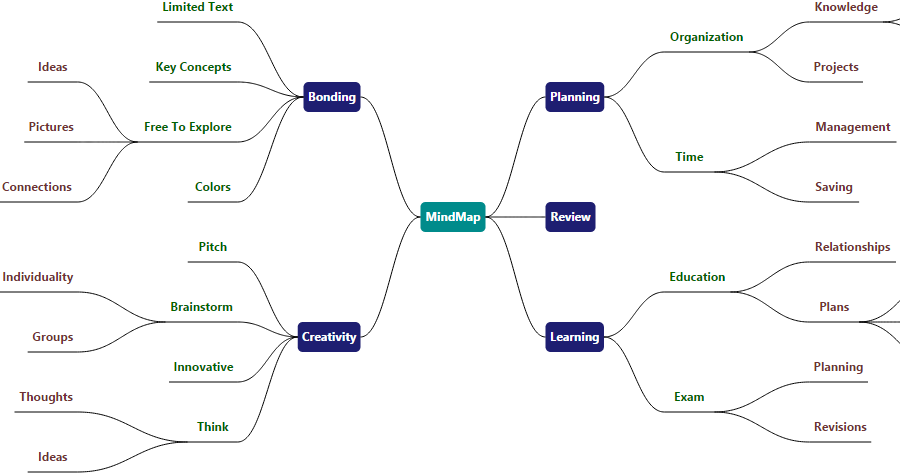 Limited Text
Knowledge
Organization
Key Concepts
Ideas
Projects
Bonding
Planning
Free To Explore
Pictures
Management
Time
Colors
Connections
Saving
MindMap
Review
Pitch
Relationships
Individuality
Education
Brainstorm
Plans
Groups
Creativity
Learning
Innovative
Planning
Thoughts
Exam
Think
Revisions
Ideas